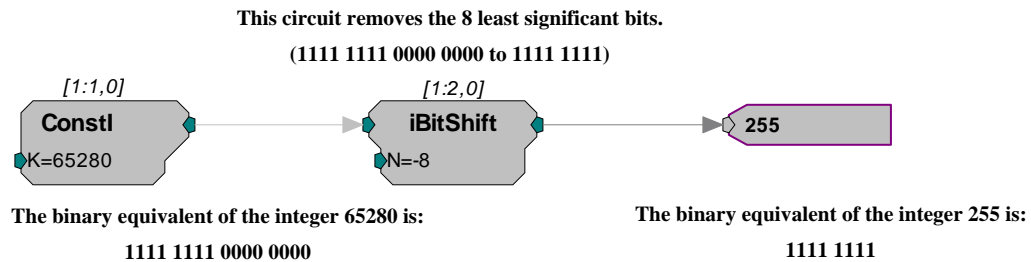 This circuit removes the 8 least significant bits.
(1111 1111 0000 0000 to 1111 1111)
[1:1,0]
[1:2,0]
ConstI
iBitShift
255
K=65280
N=-8
The binary equivalent of the integer 65280 is:
1111 1111 0000 0000
The binary equivalent of the integer 255 is:
1111 1111